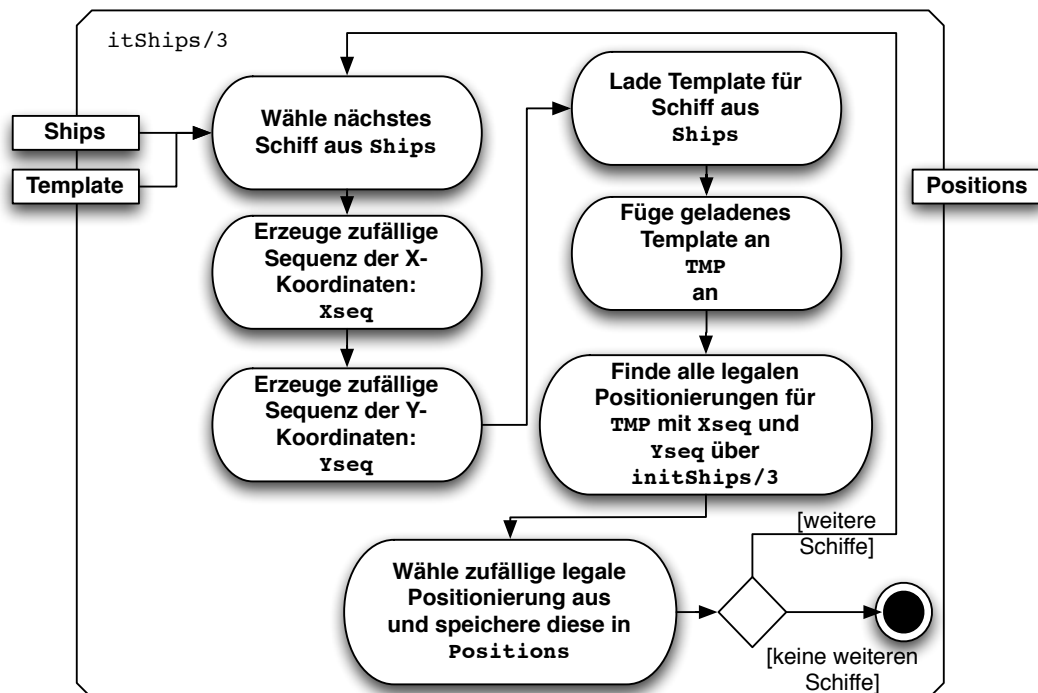 itShips/3
Ships
Template
Wähle nächstes
Schiff aus Ships
Erzeuge zufällige
Sequenz der X-
Koordinaten:
Xseq
Erzeuge zufällige
Sequenz der Y-
Koordinaten:
Yseq
Lade Template für
Schiff aus
Ships
Füge geladenes
Template an
TMP
an
Finde alle legalen
Positionierungen für
TMP mit Xseq und
Yseq über
initShips/3
Wähle zufällige legale
Positionierung aus
und speichere diese in
Positions
[weitere
Schiffe]
[keine weiteren
Schiffe]
Positions